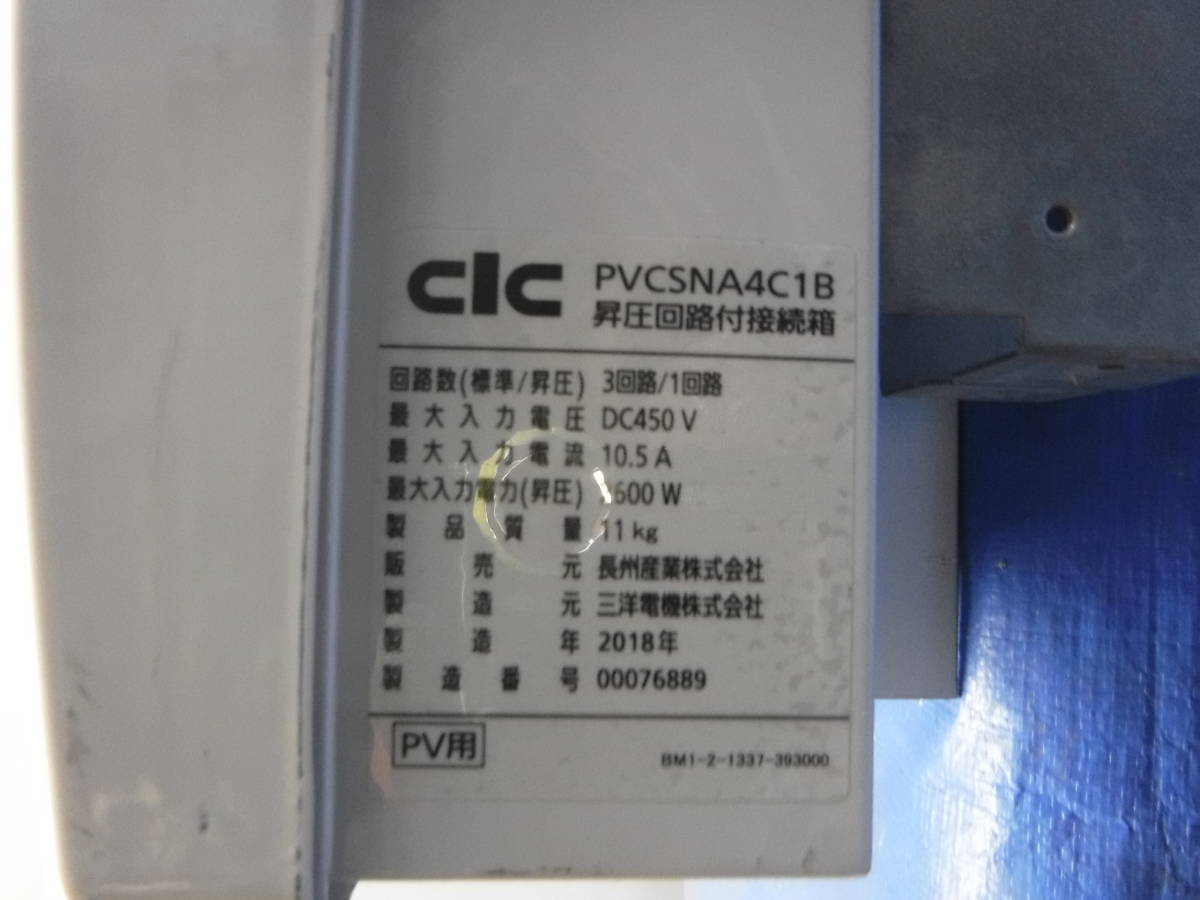 CIC PVCSNA4C1B
昇圧回路付接続箱
回路数(標準/昇圧) 3回路/1回路
最大入力電圧 DC450 V
最大入力電流 10.5 A
最大入力電力(昇圧) W
製品質量 11 kg
販売元 長州産業株式会社
製造元 三洋電機株式会社
製造年 2018年
製造番号 00076889
PV用
BM1-2-1337-393000